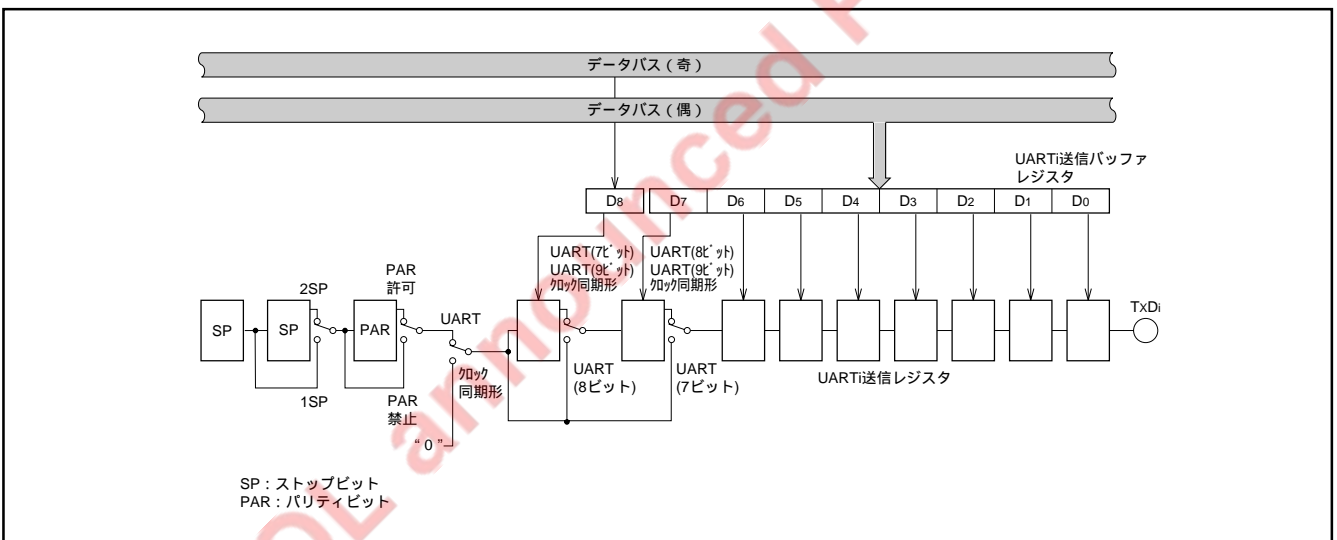 データバス（奇）
データバス（偶）
UARTi送信バッファ
レジスタ
D8 D7 D6 D5 D4 D3 D2 D1 D0
UART(7ﾋﾞｯﾄ)
UART(9ﾋﾞｯﾄ)
ｸﾛｯｸ同期形
UART(8ﾋﾞｯﾄ)
UART(9ﾋﾞｯﾄ)
ｸﾛｯｸ同期形
PAR
許可
2SP
UART
TxDi
SP SP PAR
ｸﾛｯｸ
同期形
UART
(8ビット)
UART
(7ビット)
UARTi送信レジスタ
1SP
PAR
禁止
“0”
SP：ストップビット
PAR：パリティビット
OL announced